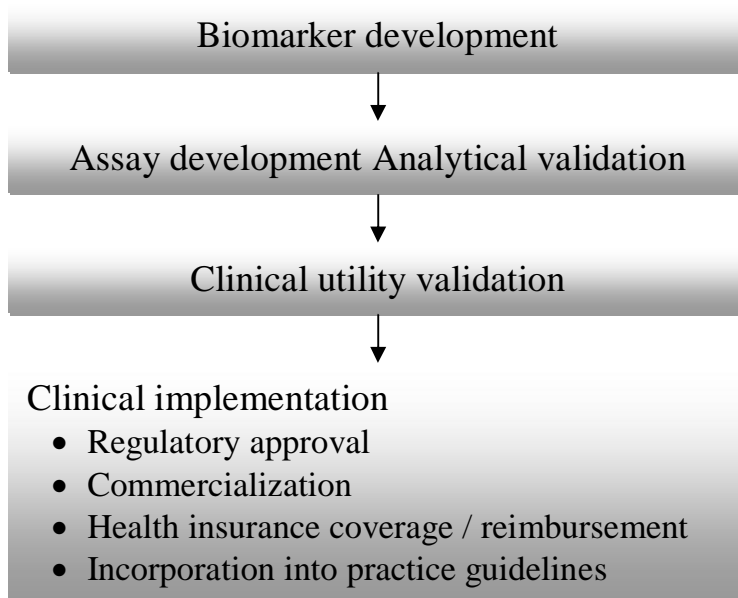 Biomarker development
Assay development Analytical validation
Clinical utility validation
Clinical implementation
• Regulatory approval
• Commercialization
• Health insurance coverage / reimbursement
• Incorporation into practice guidelines